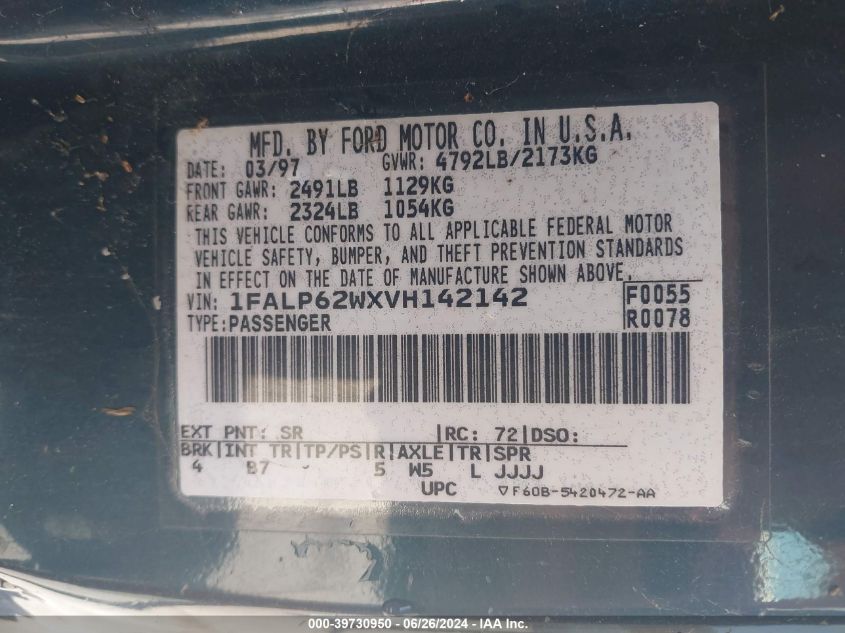 MFD. BY FORD MOTOR CO. IN U.S.A.
DATE: 03/97 GVWR: 4792LB/2173KG
FRONT GAWR: 2491LB 1129KG
REAR GAWR: 2324LB 1054KG
THIS VEHICLE CONFORMS TO ALL APPLICABLE FEDERAL MOTOR
VEHICLE SAFETY, BUMPER, AND THEFT PREVENTION STANDARDS
IN EFFECT ON THE DATE OF MANUFACTURE SHOWN ABOVE.
VIN: 1FALP62WXVH142142 F0055
TYPE: PASSENGER R0078
EXT PNT: SR RC: 72 DSO:
BRK INT TR TP/PS R AXLE TR SPR
4 B7 5 W5 L JJJJ
UPC ▽F60B-5420472-AA
000-39730950 - 06/26/2024 - IAA Inc.